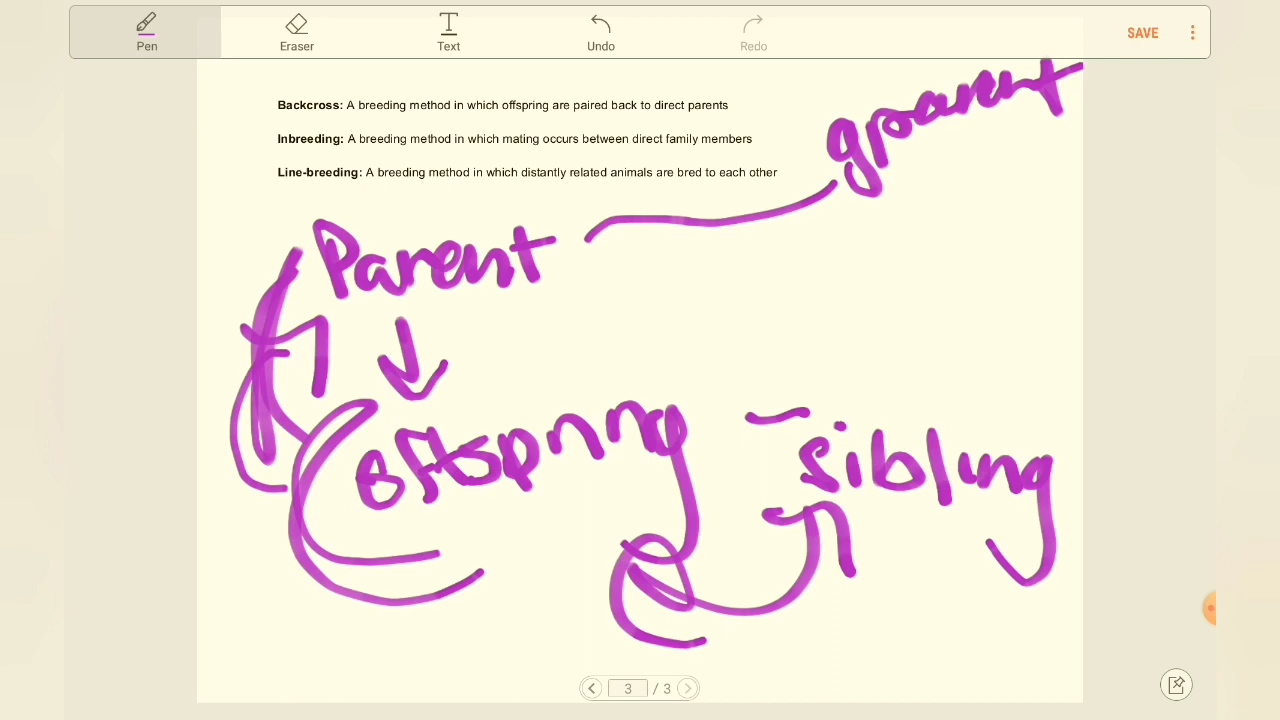 Pen
Eraser
Text
Undo
Redo
SAVE
Backcross: A breeding method in which offspring are paired back to direct parents
Inbreeding: A breeding method in which mating occurs between direct family members
Line-breeding: A breeding method in which distantly related animals are bred to each other
gparent
Parent
Offspring
sibling
3 / 3